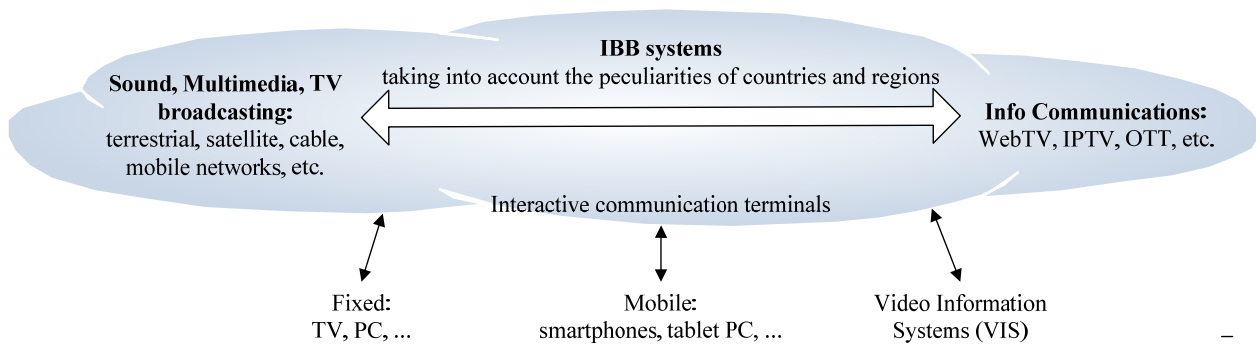 IBB systems
taking into account the peculiarities of countries and regions
Sound, Multimedia, TV
broadcasting:
terrestrial, satellite, cable,
mobile networks, etc.
Info Communications:
WebTV, IPTV, OTT, etc.
Interactive communication terminals
Fixed:
TV, PC, ...
Mobile:
smartphones, tablet PC, ...
Video Information
Systems (VIS)
–